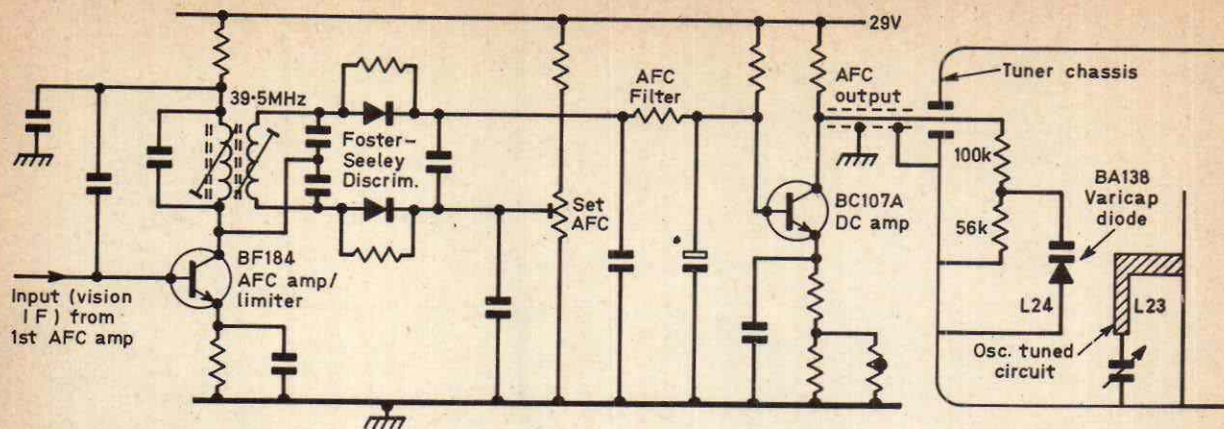 29V
39·5MHz
Foster-
Seeley
Discrim.
AFC
Filter
AFC
output
Tuner chassis
100k
BA138
Varicap
diode
56k
Set
AFC
BC107A
DC amp
BF184
AFC amp/
limiter
Input (vision
IF) from
1st AFC amp
L24
L23
Osc. tuned
circuit